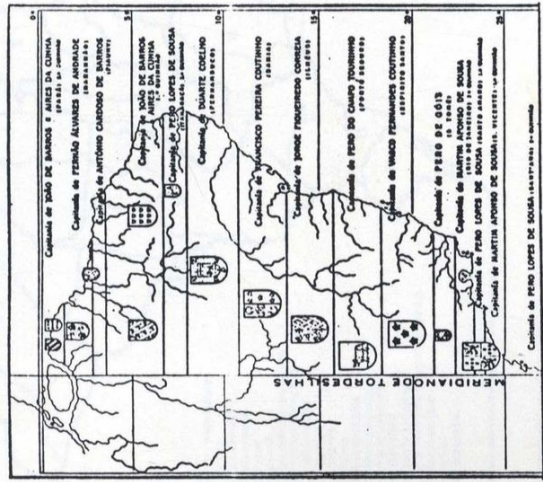 0°
5°
10°
15°
20°
25°
Capitania de JOÃO DE BARROS E AIRES DA CUNHA
Capitania de FERNÃO ÁLVARES DE ANDRADE
(MARANHÃO)
Capitania de ANTÓNIO CARDOSO DE BARROS
(PIAUÍ)
Capitania de JOÃO DE BARROS
E AIRES DA CUNHA
Capitania de PERO LOPES DE SOUSA
Capitania de DUARTE COELHO
(PERNAMBUCO)
Capitania de FRANCISCO PEREIRA COUTINHO
(BAHIA)
Capitania de JORGE FIGUEIREDO CORREIA
(ILHÉUS)
Capitania de PERO DO CAMPO TOURINHO
(PORTO SEGURO)
Capitania de VASCO FERNANDES COUTINHO
(ESPÍRITO SANTO)
Capitania de PERO DE GÓIS
(S. TOMÉ)
Capitania de MARTIM AFONSO DE SOUSA
Capitania de PERO LOPES DE SOUSA
Capitania de MARTIM AFONSO DE SOUSA
Capitania de PERO LOPES DE SOUSA
MERIDIANO DE TORDESILHAS